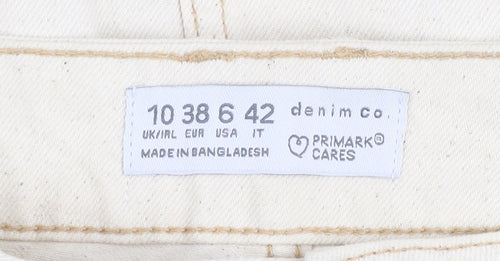 10 38 6 42
UK/IRL EUR USA IT
MADE IN BANGLADESH
denim co.
PRIMARK®
CARES